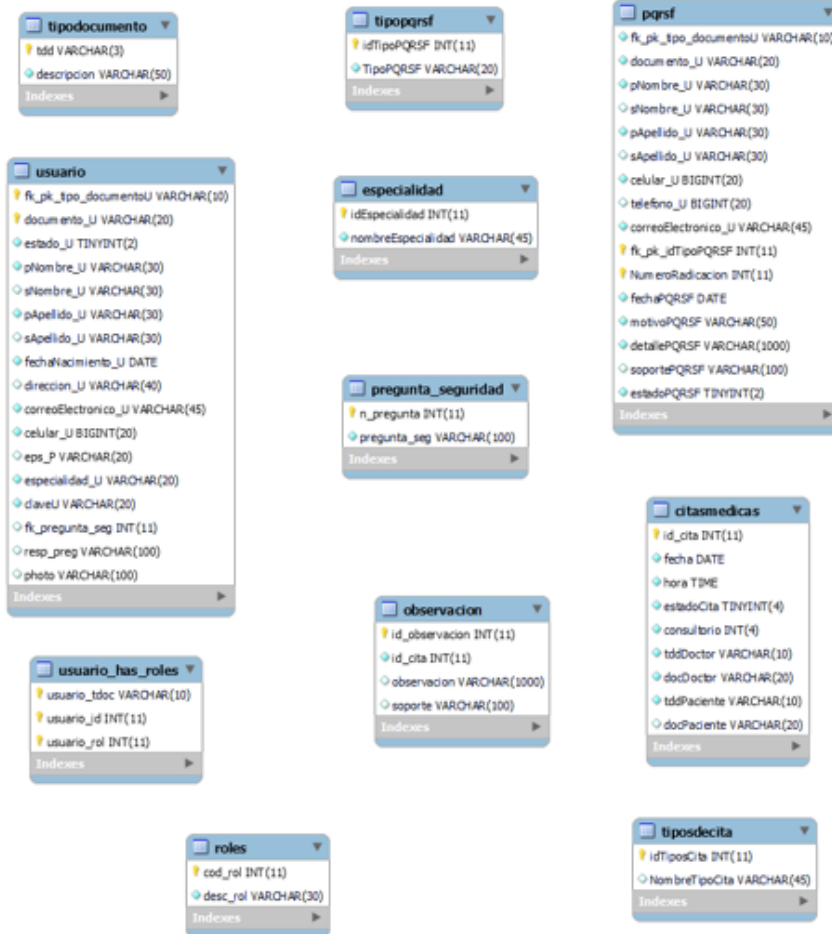 tipodocumento
tdd VARCHAR(3)
descripcion VARCHAR(50)
Indexes
tipopqrsf
idTipoPQRSF INT(11)
TipoPQRSF VARCHAR(20)
Indexes
pqrsf
fk_pk_tipo_documentoU VARCHAR(10)
documento_U VARCHAR(20)
pNombre_U VARCHAR(30)
sNombre_U VARCHAR(30)
pApellido_U VARCHAR(30)
sApellido_U VARCHAR(30)
celular_U BIGINT(20)
telefono_U BIGINT(20)
correoElectronico_U VARCHAR(45)
fk_pk_idTipoPQRSF INT(11)
NumeroRadicacion INT(11)
fechaPQRSF DATE
motivoPQRSF VARCHAR(50)
detallePQRSF VARCHAR(1000)
soportePQRSF VARCHAR(100)
estadoPQRSF TINYINT(2)
Indexes
usuario
fk_pk_tipo_documentoU VARCHAR(10)
documento_U VARCHAR(20)
estado_U TINYINT(2)
pNombre_U VARCHAR(30)
sNombre_U VARCHAR(30)
pApellido_U VARCHAR(30)
sApellido_U VARCHAR(30)
fechaNacimiento_U DATE
direccion_U VARCHAR(40)
correoElectronico_U VARCHAR(45)
celular_U BIGINT(20)
eps_P VARCHAR(20)
especialidad_U VARCHAR(20)
claveU VARCHAR(20)
fk_pregunta_seg INT(11)
resp_preg VARCHAR(100)
photo VARCHAR(100)
Indexes
especialidad
idEspecialidad INT(11)
nombreEspecialidad VARCHAR(45)
Indexes
pregunta_seguridad
n_pregunta INT(11)
pregunta_seg VARCHAR(100)
Indexes
citasmedicas
id_cita INT(11)
fecha DATE
hora TIME
estadoCita TINYINT(4)
consultorio INT(4)
tddDoctor VARCHAR(10)
docDoctor VARCHAR(20)
tddPaciente VARCHAR(10)
docPaciente VARCHAR(20)
Indexes
observacion
id_observacion INT(11)
id_cita INT(11)
observacion VARCHAR(1000)
soporte VARCHAR(100)
Indexes
usuario_has_roles
usuario_tdoc VARCHAR(10)
usuario_id INT(11)
usuario_rol INT(11)
Indexes
roles
cod_rol INT(11)
desc_rol VARCHAR(30)
Indexes
tiposdecita
idTiposCita INT(11)
NombreTipoCita VARCHAR(45)
Indexes